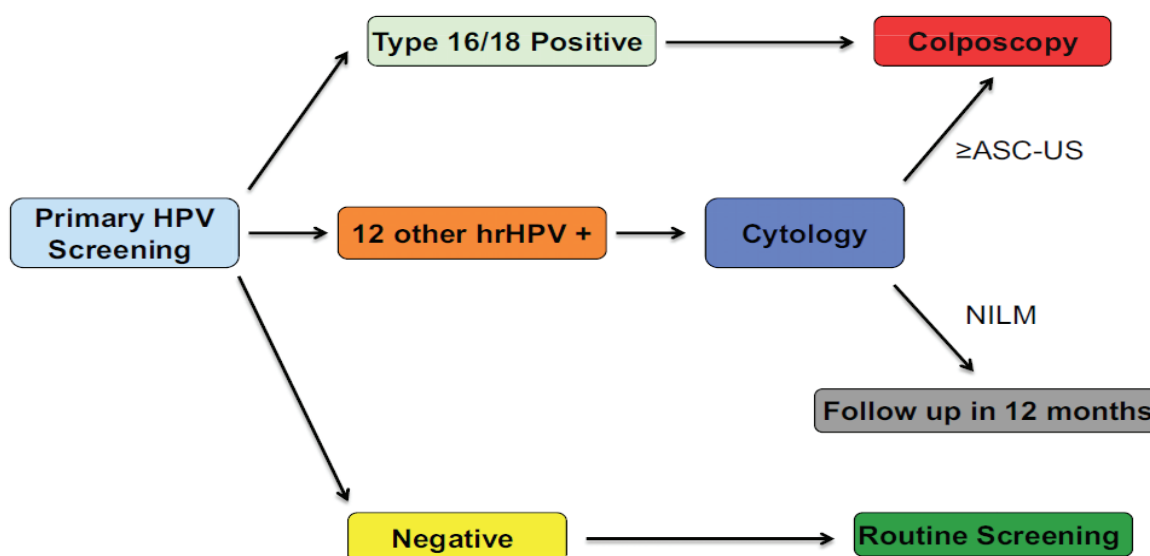 Type 16/18 Positive
Colposcopy
≥ASC-US
Primary HPV
Screening
12 other hrHPV +
Cytology
NILM
Follow up in 12 months
Negative
Routine Screening